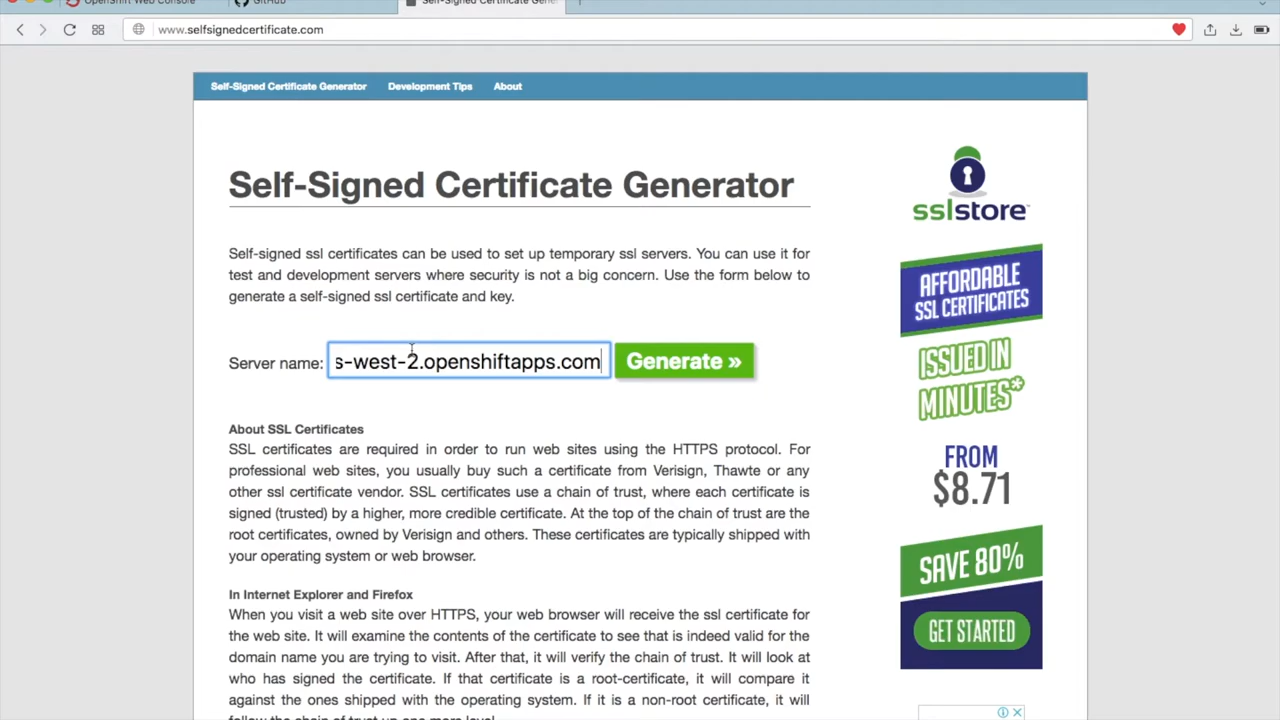 OpenShift Web Console
GitHub
Self-Signed Certificate Gene
www.selfsignedcertificate.com
Self-Signed Certificate Generator
Development Tips
About
Self-Signed Certificate Generator
Self-signed ssl certificates can be used to set up temporary ssl servers. You can use it for
test and development servers where security is not a big concern. Use the form below to
generate a self-signed ssl certificate and key.
Server name:
s-west-2.openshiftapps.com
Generate »
About SSL Certificates
SSL certificates are required in order to run web sites using the HTTPS protocol. For
professional web sites, you usually buy such a certificate from Verisign, Thawte or any
other ssl certificate vendor. SSL certificates use a chain of trust, where each certificate is
signed (trusted) by a higher, more credible certificate. At the top of the chain of trust are the
root certificates, owned by Verisign and others. These certificates are typically shipped with
your operating system or web browser.
In Internet Explorer and Firefox
When you visit a web site over HTTPS, your web browser will receive the ssl certificate for
the web site. It will examine the contents of the certificate to see that is indeed valid for the
domain name you are trying to visit. After that, it will verify the chain of trust. It will look at
who has signed the certificate. If that certificate is a root-certificate, it will compare it
against the ones shipped with the operating system. If it is a non-root certificate, it will
follow the chain of trust up one more level.
sslstore™
AFFORDABLE
SSL CERTIFICATES
ISSUED IN
MINUTES*
FROM
$8.71
SAVE 80%
GET STARTED